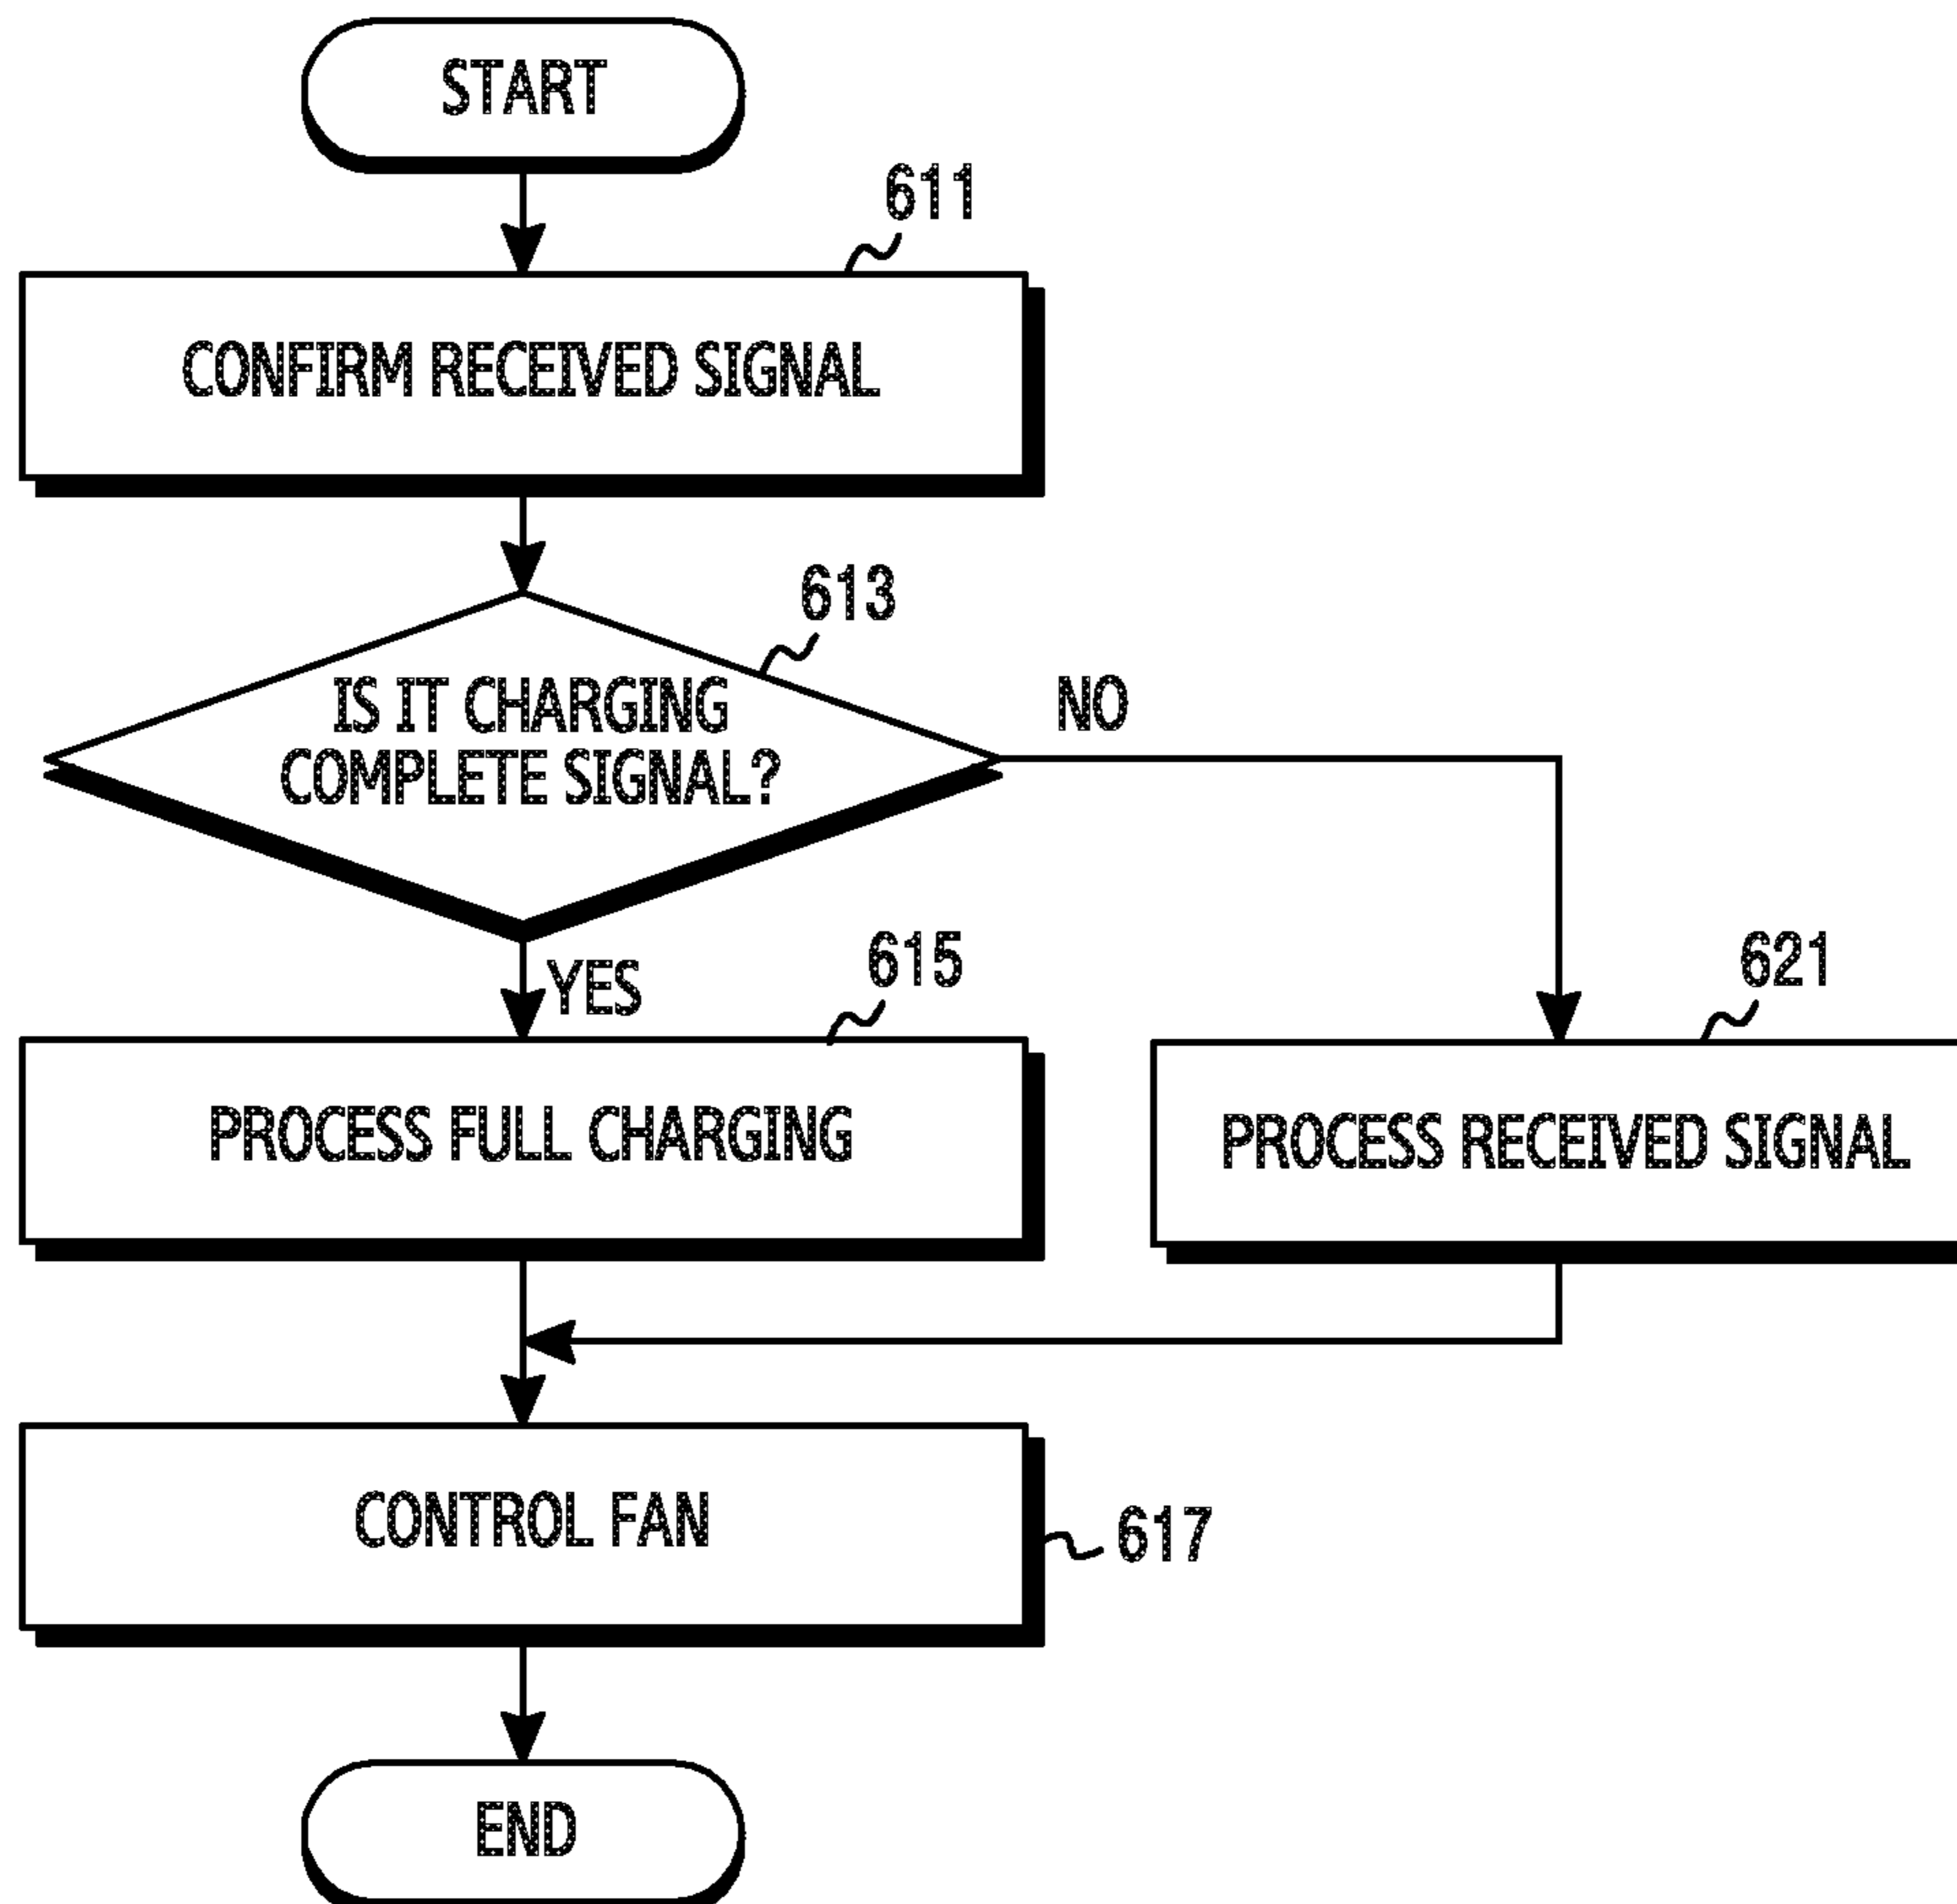 START
611
CONFIRM RECEIVED SIGNAL
613
IS IT CHARGING
COMPLETE SIGNAL?
NO
YES
615
621
PROCESS FULL CHARGING
PROCESS RECEIVED SIGNAL
CONTROL FAN
617
END